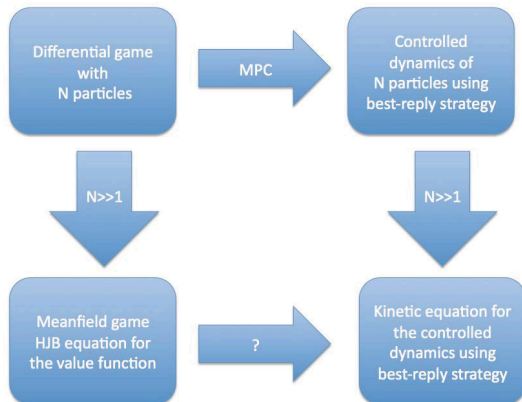 Differential game
with
N particles
MPC
Controlled
dynamics of
N particles using
best-reply strategy
N>>1
N>>1
Meanfield game
HJB equation for
the value function
?
Kinetic equation for
the controlled
dynamics using
best-reply strategy